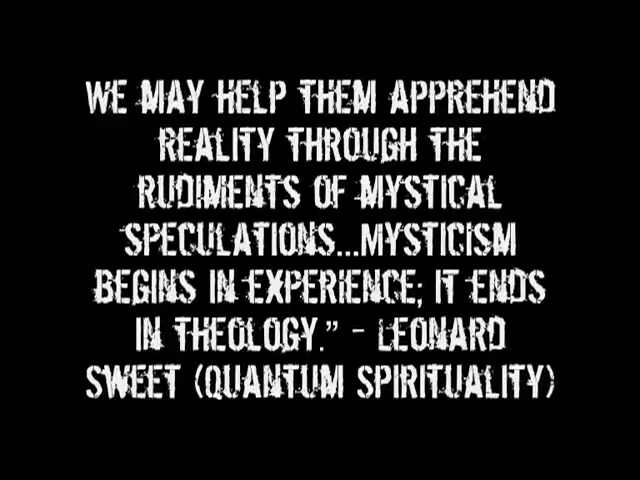 WE MAY HELP THEM APPREHEND
REALITY THROUGH THE
RUDIMENTS OF MYSTICAL
SPECULATIONS...MYSTICISM
BEGINS IN EXPERIENCE; IT ENDS
IN THEOLOGY.” - LEONARD
SWEET (QUANTUM SPIRITUALITY)